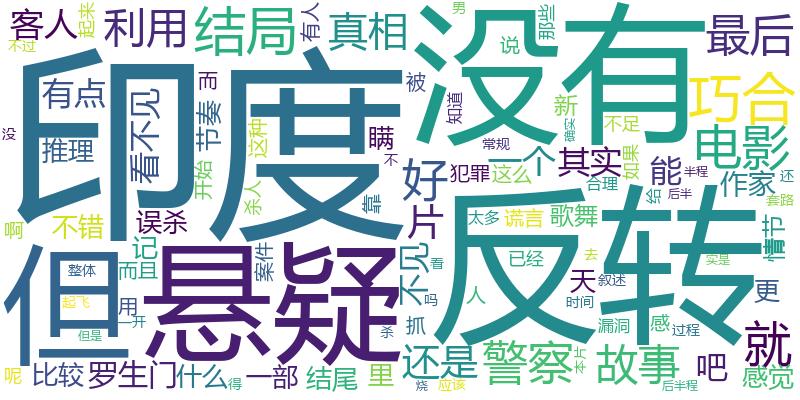 客人
起来
不过
利用
结局
有人
真相
男
那些
说
没有
最后
印度
有点
推理
看不见
节奏
而
这种
开始
杀人
瞒
不
被
靠
知道
常规
一个
新
确实
其实
不足
如果
巧合
电影
能
半程
合理
给
后半
作家
还
套路
没
好
片
犯罪
这么
太多
谎言
歌舞
啊
不错
误杀
记
而且
案件
但
悬疑
反转
整体
起飞
用
一开
但是
不见
看
吗
抓
已经
人
去
天
叙述
时间
情节
更
实是
漏洞
感
过程
就
呢
比较
罗生门
什么
得
一部
结尾
里
杀
还是
烧
警察
应该
本片
故事
后半程
吧
感觉